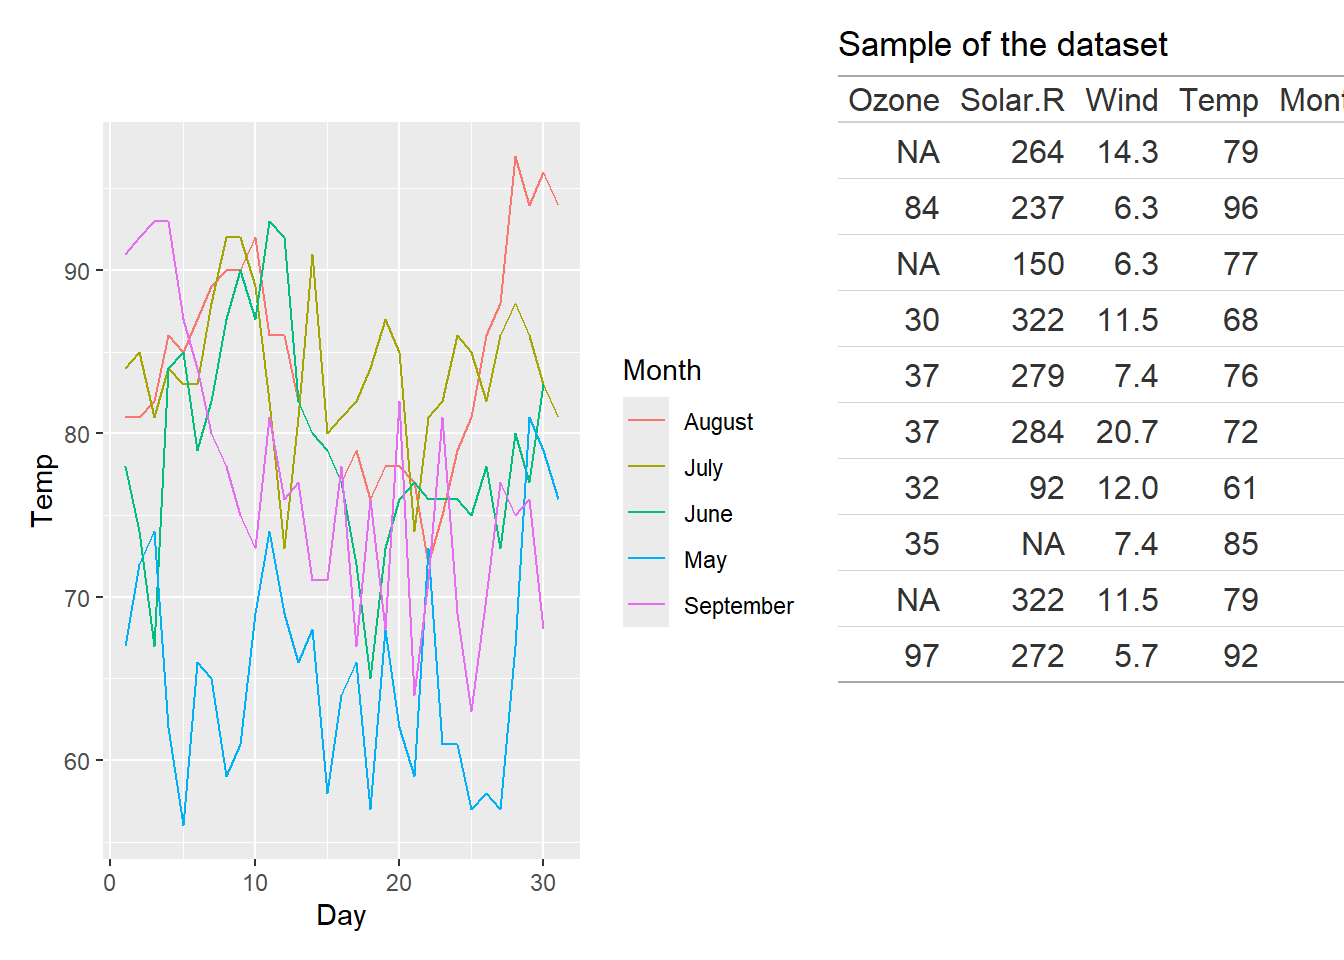 90
80
70
60
Temp
0 10 20 30
Day
Month
August
July
June
May
September
Sample of the dataset
Ozone Solar.R Wind Temp Mont
NA 264 14.3 79
84 237 6.3 96
NA 150 6.3 77
30 322 11.5 68
37 279 7.4 76
37 284 20.7 72
32 92 12.0 61
35 NA 7.4 85
NA 322 11.5 79
97 272 5.7 92